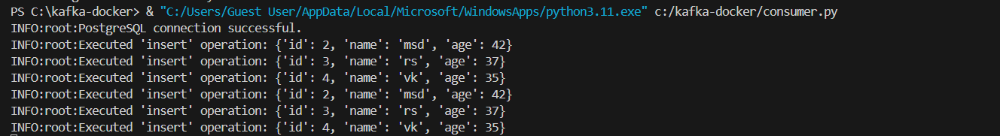 PS C:\kafka-docker> & "C:/Users/Guest User/AppData/Local/Microsoft/WindowsApps/python3.11.exe" c:/kafka-docker/consumer.py
INFO:root:PostgreSQL connection successful.
INFO:root:Executed 'insert' operation: {'id': 2, 'name': 'msd', 'age': 42}
INFO:root:Executed 'insert' operation: {'id': 3, 'name': 'rs', 'age': 37}
INFO:root:Executed 'insert' operation: {'id': 4, 'name': 'vk', 'age': 35}
INFO:root:Executed 'insert' operation: {'id': 2, 'name': 'msd', 'age': 42}
INFO:root:Executed 'insert' operation: {'id': 3, 'name': 'rs', 'age': 37}
INFO:root:Executed 'insert' operation: {'id': 4, 'name': 'vk', 'age': 35}